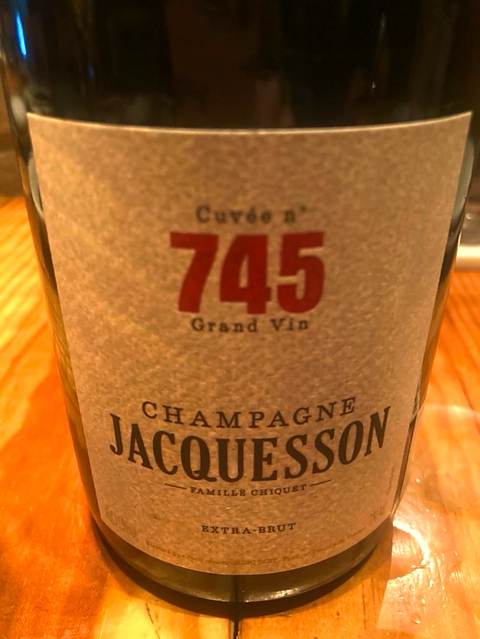 Cuvée n°
745
Grand Vin
CHAMPAGNE
JACQUESSON
FAMILLE CHIQUET
EXTRA-BRUT